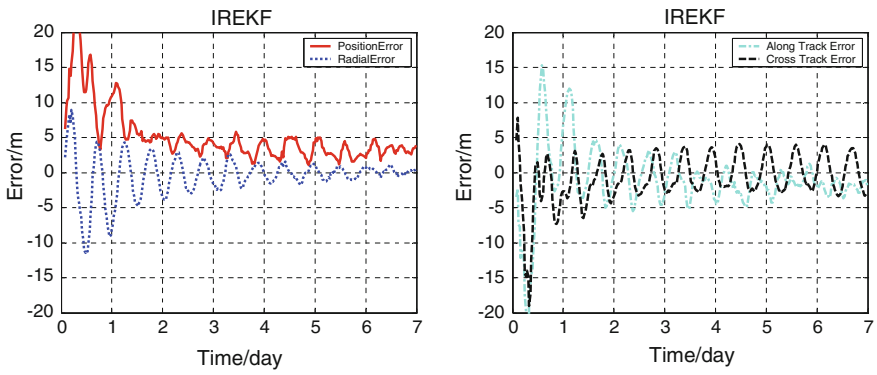 IREKF
PositionError
RadialError
20
15
10
5
0
-5
-10
-15
-20
Error/m
0 1 2 3 4 5 6 7
Time/day
IREKF
Along Track Error
Cross Track Error
20
15
10
5
0
-5
-10
-15
-20
Error/m
0 1 2 3 4 5 6 7
Time/day